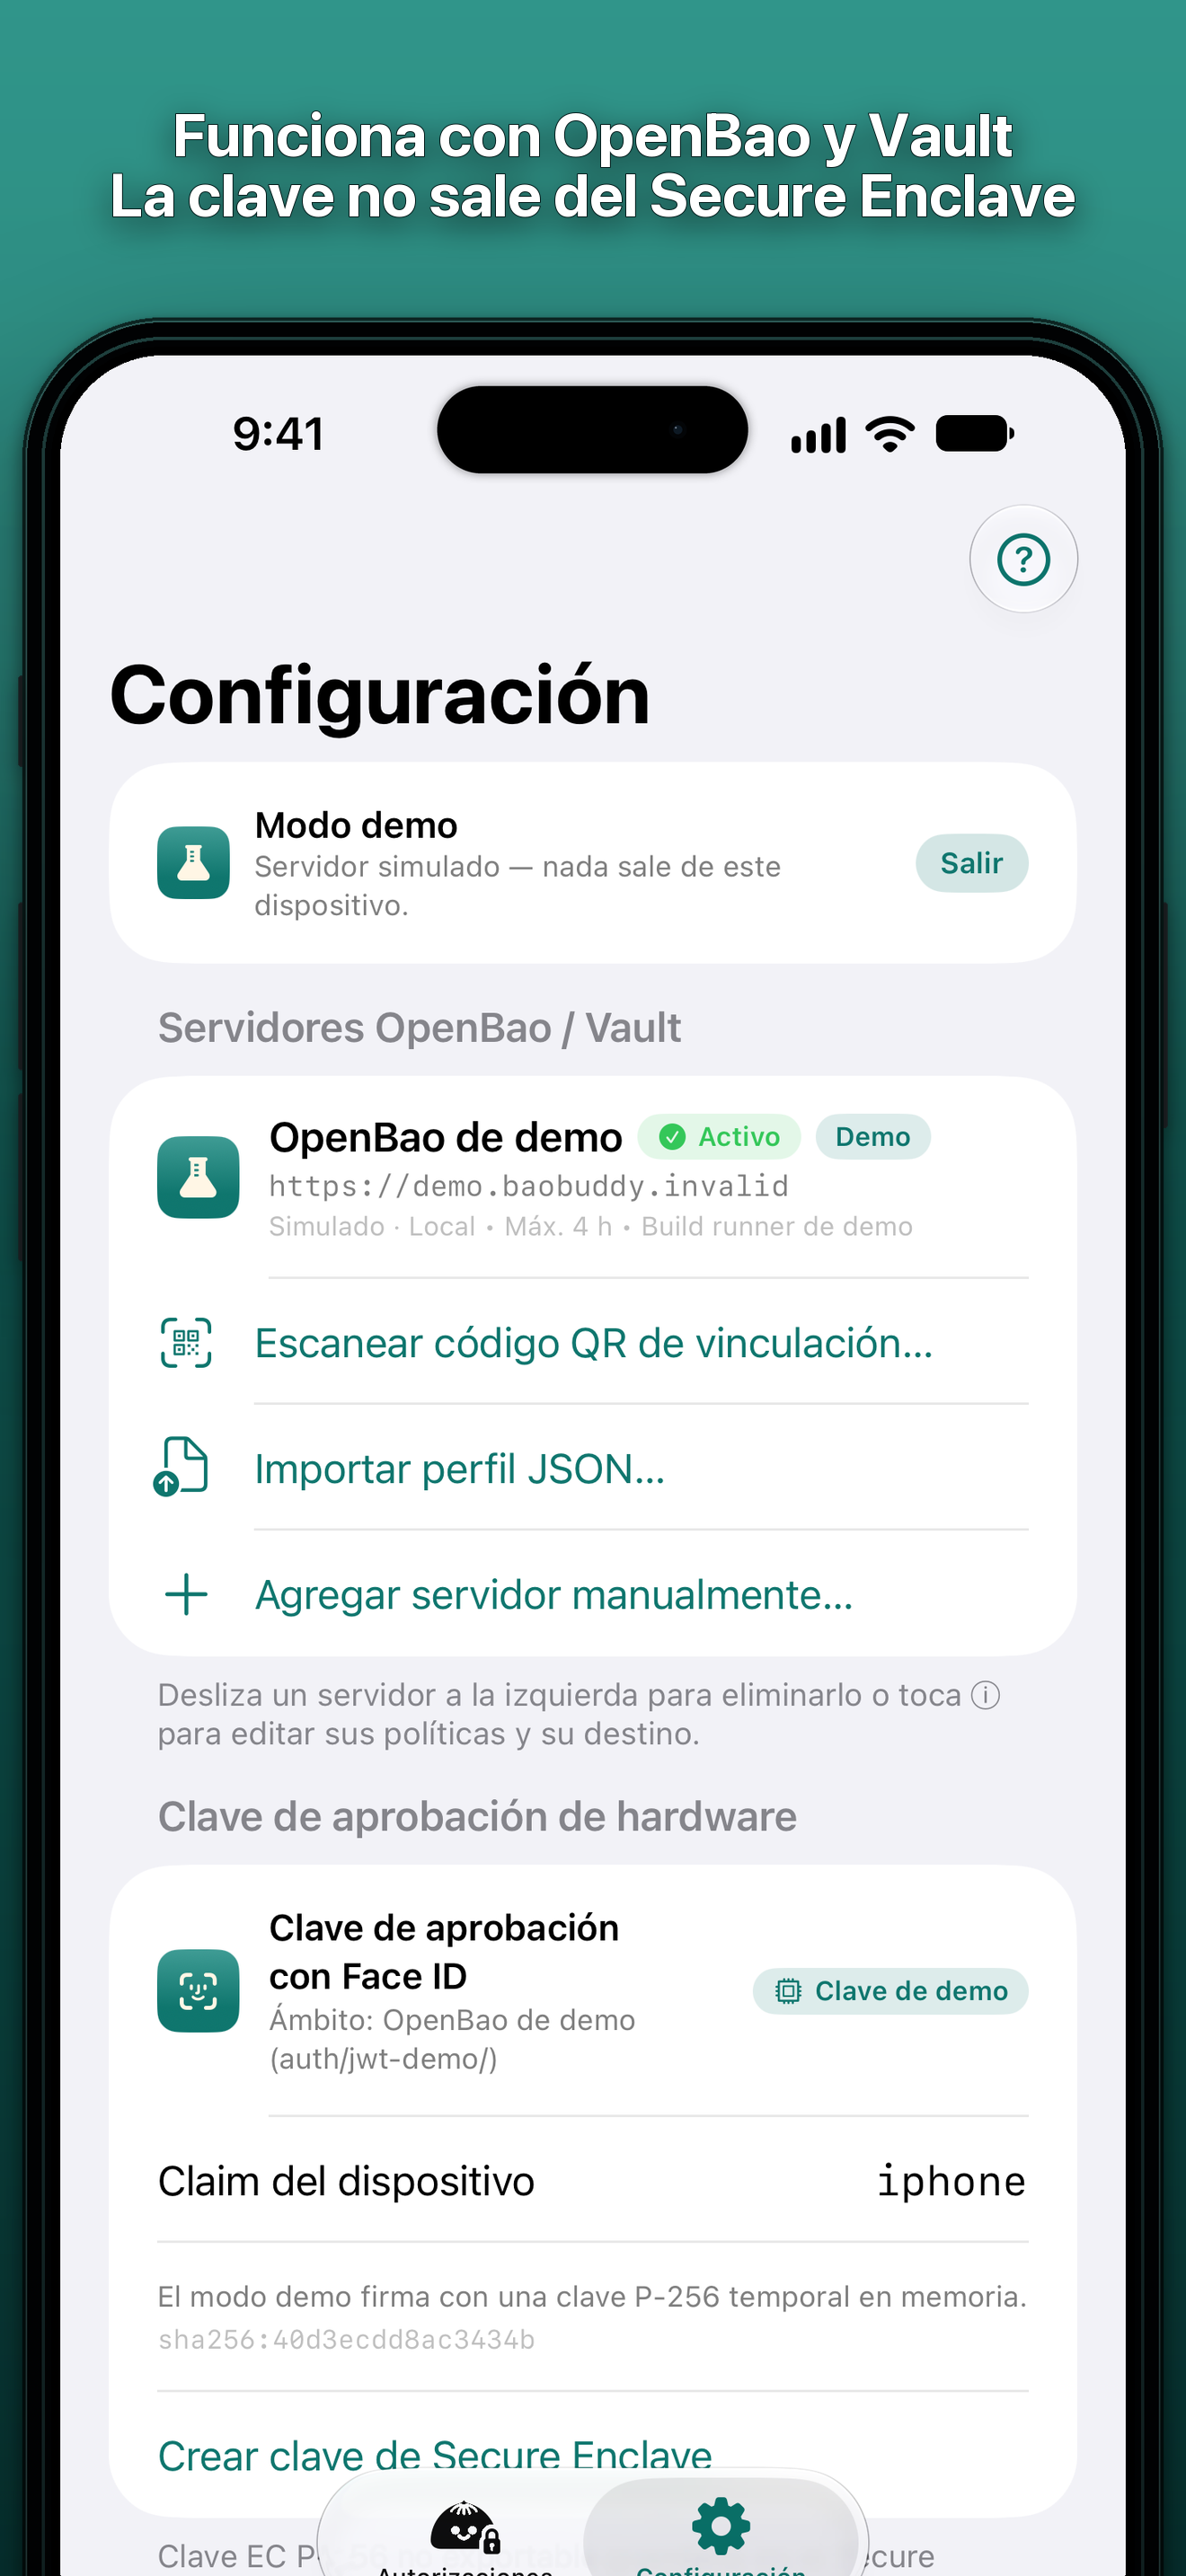 Funciona con OpenBao y Vault
La clave no sale del Secure Enclave
9:41
Configuración
Modo demo
Servidor simulado — nada sale de este
dispositivo.
Salir
Servidores OpenBao / Vault
OpenBao de demo
Activo
Demo
https://demo.baobuddy.invalid
Simulado · Local • Máx. 4 h • Build runner de demo
Escanear código QR de vinculación...
Importar perfil JSON...
Agregar servidor manualmente...
Desliza un servidor a la izquierda para eliminarlo o toca ⓘ
para editar sus políticas y su destino.
Clave de aprobación de hardware
Clave de aprobación
con Face ID
Ámbito: OpenBao de demo
(auth/jwt-demo/)
Clave de demo
Claim del dispositivo
iphone
El modo demo firma con una clave P-256 temporal en memoria.
sha256:40d3ecdd8ac3434b
Crear clave de Secure Enclave
Clave EC
Autorizaciones
Configuración